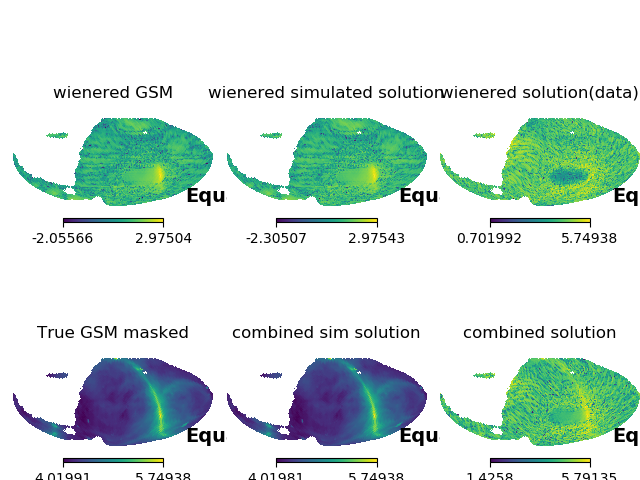 wienered GSM
wienered simulated solution
wienered solution(data)
Equ
Equ
Eq
-2.05566
2.97504
-2.30507
2.97543
0.701992
5.74938
True GSM masked
combined sim solution
combined solution
Equ
Equ
Eq
4.01991
5.74938
4.01981
5.74938
1.4258
5.79135